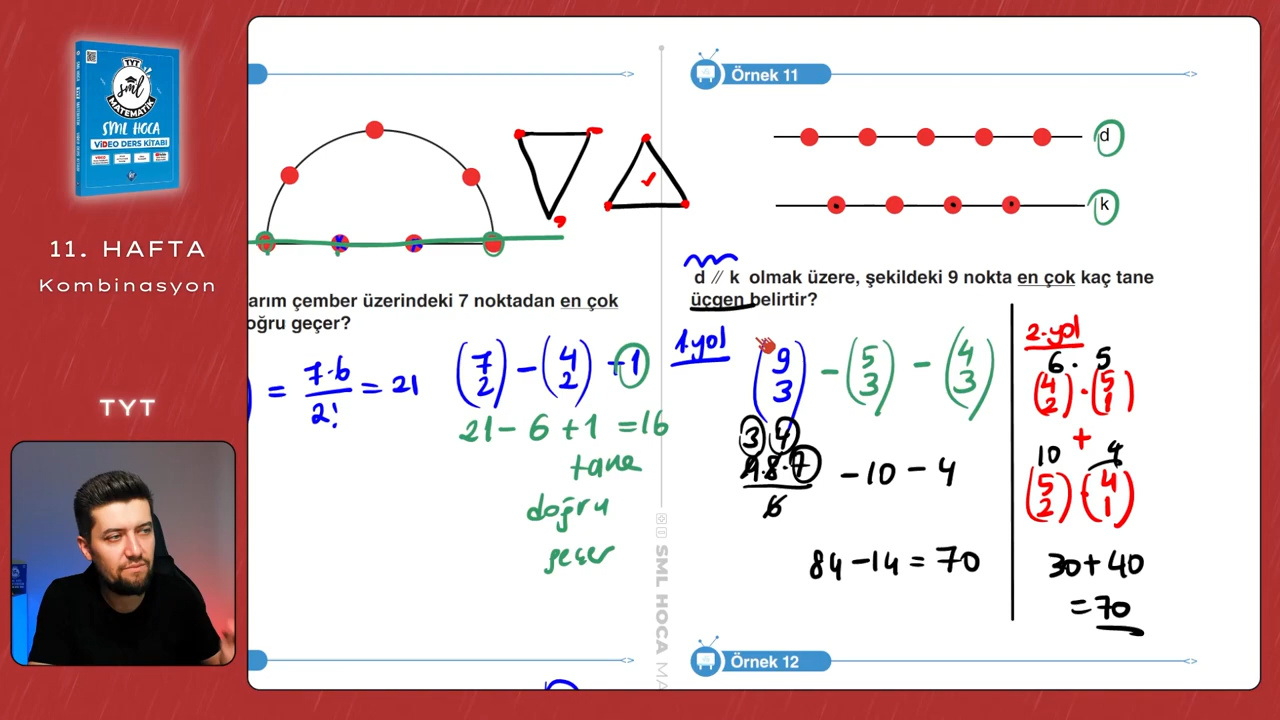 TYT
sml
MATEMATİK
SML HOCA
VİDEO DERS KİTABI
11. HAFTA
Kombinasyon
TYT
arım çember üzerindeki 7 noktadan en çok
oğru geçer?
) = 7·6 / 2! = 21
(7 2) - (4 2) + 1
21 - 6 + 1 = 16
tane
doğru
geçer
SML HOCA MA
Örnek 11
d
k
d // k olmak üzere, şekildeki 9 nokta en çok kaç tane
üçgen belirtir?
1.yol
(9 3) - (5 3) - (4 3)
3 4
9.8.7 / 6 - 10 - 4
84 - 14 = 70
2.yol
6 . 5
(4 2) . (5 1)
+
10 4
(5 2) . (4 1)
30 + 40
= 70
Örnek 12